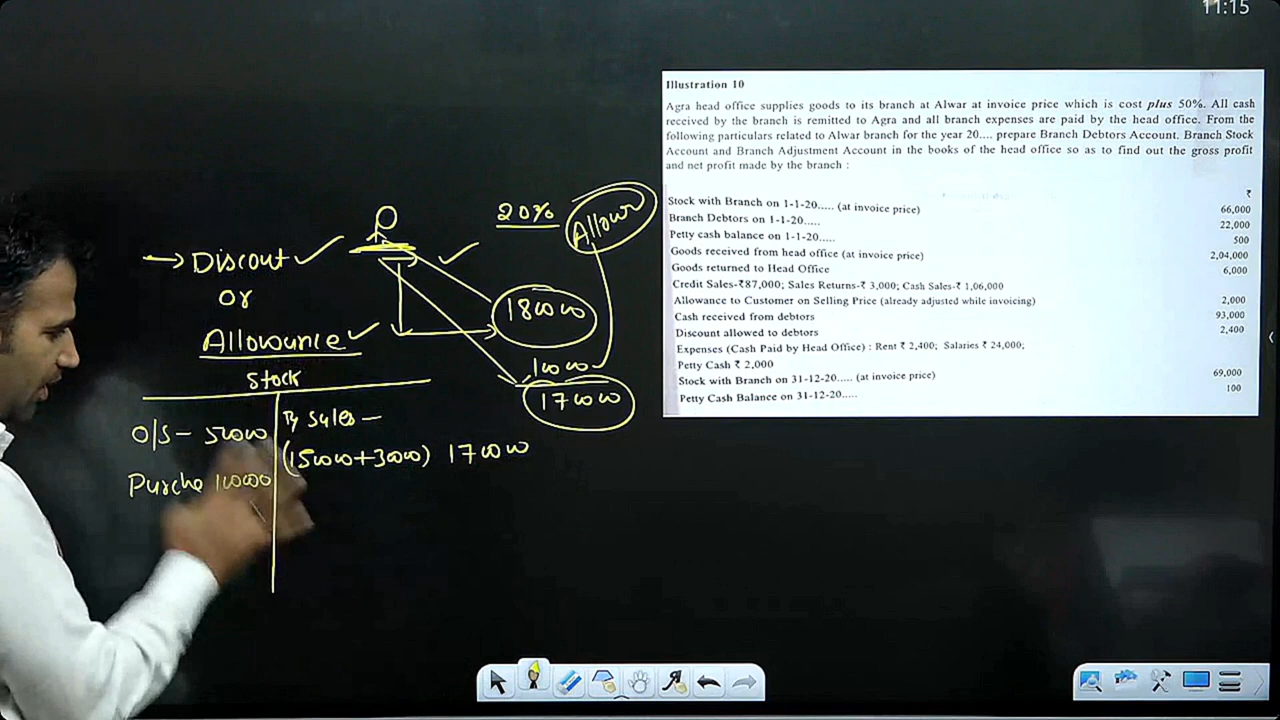 11:15
Illustration 10
Agra head office supplies goods to its branch at Alwar at invoice price which is cost plus 50%. All cash
received by the branch is remitted to Agra and all branch expenses are paid by the head office. From the
following particulars related to Alwar branch for the year 20.... prepare Branch Debtors Account. Branch Stock
Account and Branch Adjustment Account in the books of the head office so as to find out the gross profit
and net profit made by the branch :
₹
Stock with Branch on 1-1-20..... (at invoice price) 66,000
Branch Debtors on 1-1-20..... 22,000
Petty cash balance on 1-1-20..... 500
Goods received from head office (at invoice price) 2,04,000
Goods returned to Head Office 6,000
Credit Sales-₹87,000; Sales Returns-₹ 3,000; Cash Sales-₹ 1,06,000
Allowance to Customer on Selling Price (already adjusted while invoicing) 2,000
Cash received from debtors 93,000
Discount allowed to debtors 2,400
Expenses (Cash Paid by Head Office) : Rent ₹ 2,400; Salaries ₹ 24,000;
Petty Cash ₹ 2,000
Stock with Branch on 31-12-20..... (at invoice price) 69,000
Petty Cash Balance on 31-12-20..... 100
20% Allown
→ Discout ✓
or
Allowance ✓
18000
1000
17000
Stock
O/S - 50000 By Sales -
(15000+3000) 17000
Purche 10000